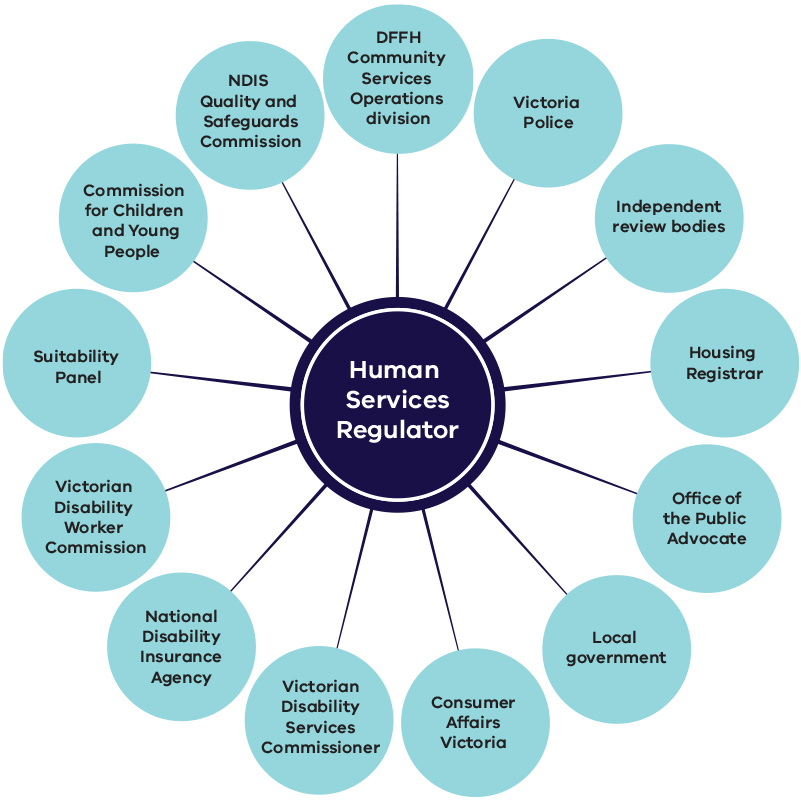 DFFH
Community
Services
Operations
division
Victoria
Police
Independent
review bodies
Housing
Registrar
Office of
the Public
Advocate
Local
government
Consumer
Affairs
Victoria
Victorian
Disability
Services
Commissioner
National
Disability
Insurance
Agency
Victorian
Disability
Worker
Commission
Suitability
Panel
Commission
for Children
and Young
People
NDIS
Quality and
Safeguards
Commission
Human
Services
Regulator